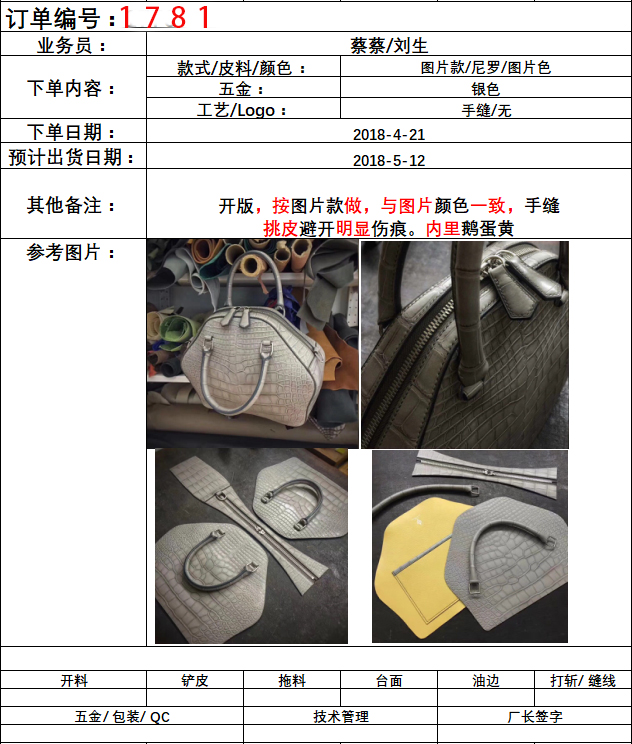 订单编号：1781
业务员： 蔡蔡/刘生
下单内容： 款式/皮料/颜色： 图片款/尼罗/图片色
五金： 银色
工艺/Logo： 手缝/无
下单日期： 2018-4-21
预计出货日期： 2018-5-12
其他备注： 开版，按图片款做，与图片颜色一致，手缝
挑皮避开明显伤痕。内里鹅蛋黄
参考图片：
开料 铲皮 拖料 台面 油边 打斩/ 缝线
五金/ 包装/ QC 技术管理 厂长签字